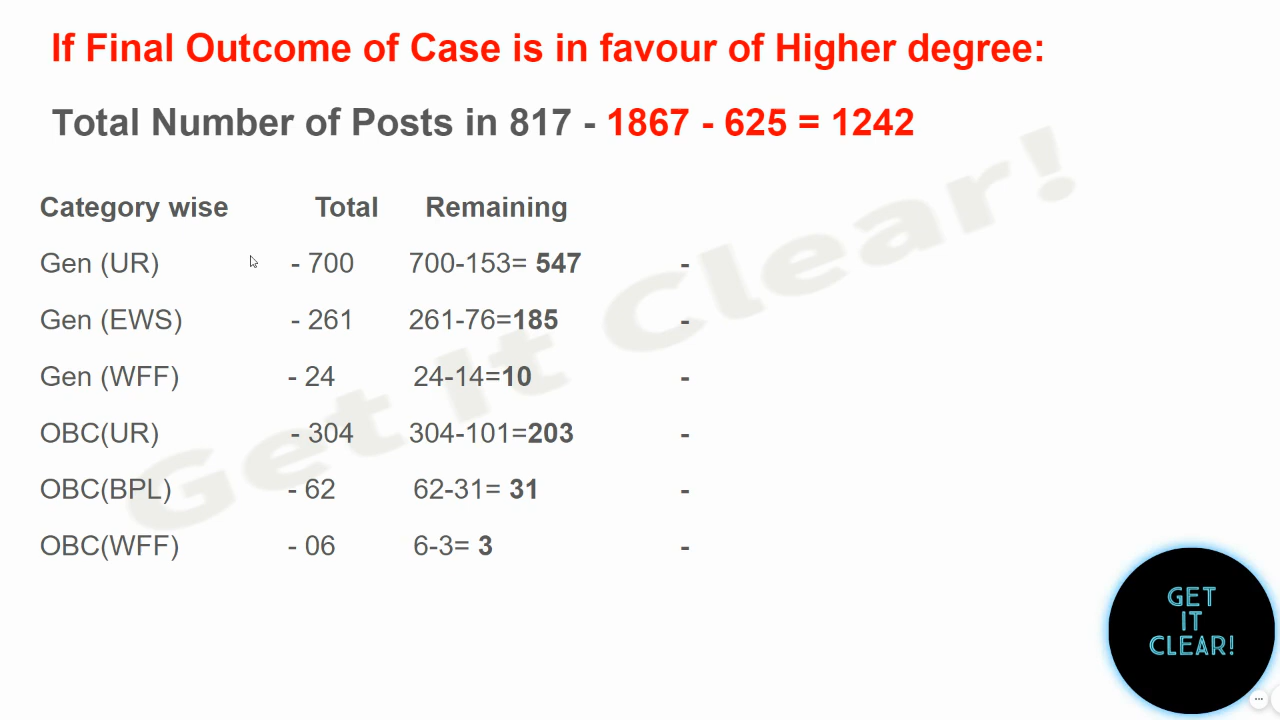 If Final Outcome of Case is in favour of Higher degree:
Total Number of Posts in 817 - 1867 - 625 = 1242
Category wise Total Remaining
Gen (UR) - 700 700-153= 547 -
Gen (EWS) - 261 261-76=185 -
Gen (WFF) - 24 24-14=10 -
OBC(UR) - 304 304-101=203 -
OBC(BPL) - 62 62-31= 31 -
OBC(WFF) - 06 6-3= 3 -
Get It Clear!
GET
IT
CLEAR!